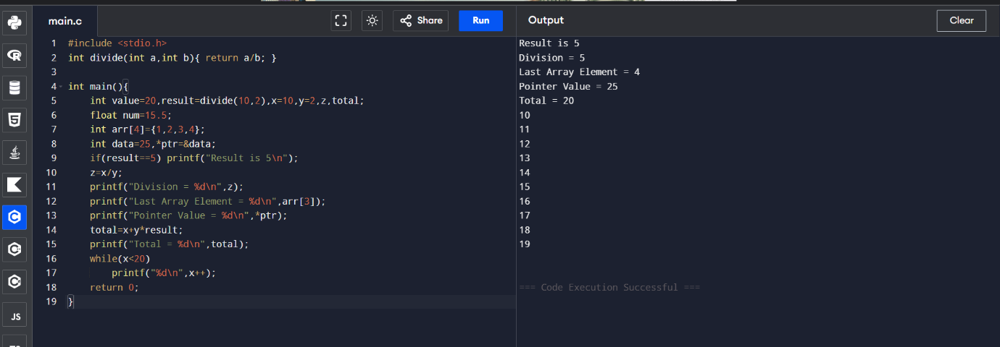 main.c
Share
Run
Output
Clear
1 #include <stdio.h>
2 int divide(int a,int b){ return a/b; }
3
4 int main(){
5 int value=20,result=divide(10,2),x=10,y=2,z,total;
6 float num=15.5;
7 int arr[4]={1,2,3,4};
8 int data=25,*ptr=&data;
9 if(result==5) printf("Result is 5\n");
10 z=x/y;
11 printf("Division = %d\n",z);
12 printf("Last Array Element = %d\n",arr[3]);
13 printf("Pointer Value = %d\n",*ptr);
14 total=x+y*result;
15 printf("Total = %d\n",total);
16 while(x<20)
17 printf("%d\n",x++);
18 return 0;
19 }
Result is 5
Division = 5
Last Array Element = 4
Pointer Value = 25
Total = 20
10
11
12
13
14
15
16
17
18
19
=== Code Execution Successful ===
R
5
C
C
C
JS